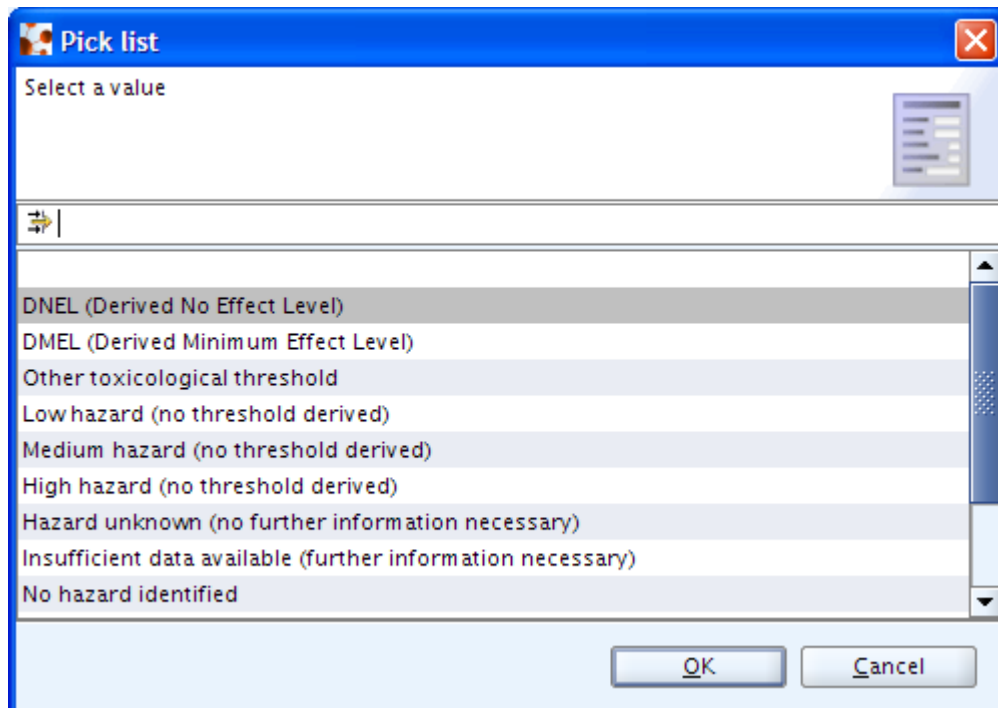 Pick list
Select a value
DNEL (Derived No Effect Level)
DMEL (Derived Minimum Effect Level)
Other toxicological threshold
Low hazard (no threshold derived)
Medium hazard (no threshold derived)
High hazard (no threshold derived)
Hazard unknown (no further information necessary)
Insufficient data available (further information necessary)
No hazard identified
OK
Cancel